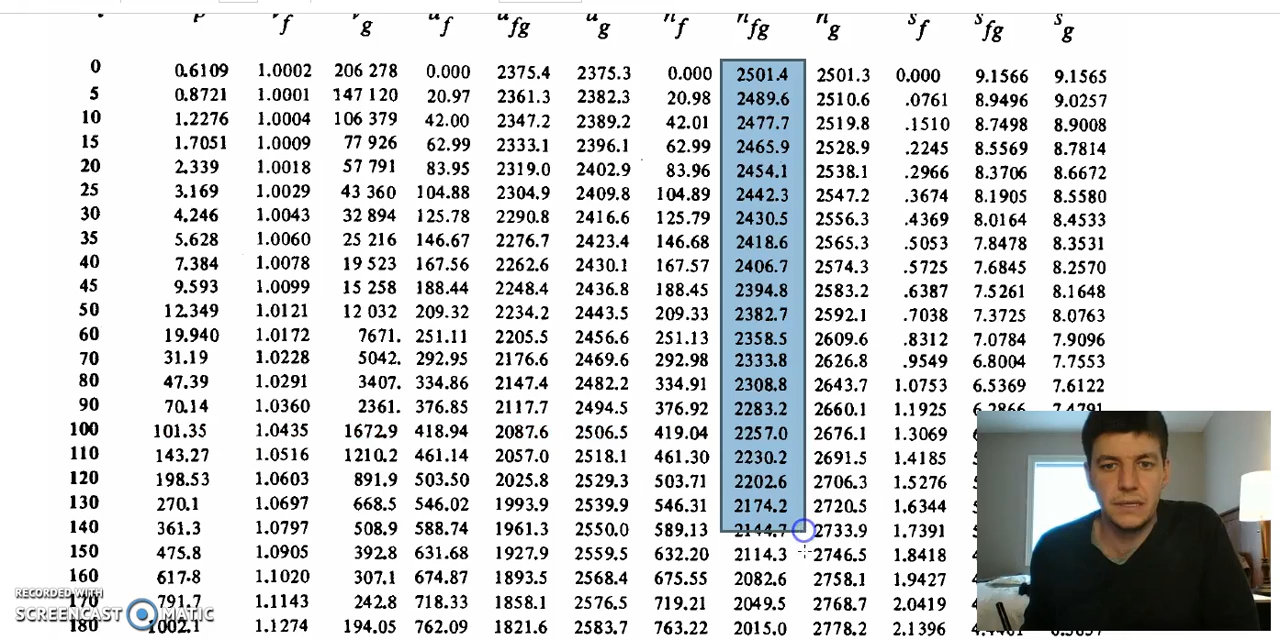 t P v_f v_g u_f u_fg u_g h_f h_fg h_g s_f s_fg s_g
0 0.6109 1.0002 206 278 0.000 2375.4 2375.3 0.000 2501.4 2501.3 0.000 9.1566 9.1565
5 0.8721 1.0001 147 120 20.97 2361.3 2382.3 20.98 2489.6 2510.6 .0761 8.9496 9.0257
10 1.2276 1.0004 106 379 42.00 2347.2 2389.2 42.01 2477.7 2519.8 .1510 8.7498 8.9008
15 1.7051 1.0009 77 926 62.99 2333.1 2396.1 62.99 2465.9 2528.9 .2245 8.5569 8.7814
20 2.339 1.0018 57 791 83.95 2319.0 2402.9 83.96 2454.1 2538.1 .2966 8.3706 8.6672
25 3.169 1.0029 43 360 104.88 2304.9 2409.8 104.89 2442.3 2547.2 .3674 8.1905 8.5580
30 4.246 1.0043 32 894 125.78 2290.8 2416.6 125.79 2430.5 2556.3 .4369 8.0164 8.4533
35 5.628 1.0060 25 216 146.67 2276.7 2423.4 146.68 2418.6 2565.3 .5053 7.8478 8.3531
40 7.384 1.0078 19 523 167.56 2262.6 2430.1 167.57 2406.7 2574.3 .5725 7.6845 8.2570
45 9.593 1.0099 15 258 188.44 2248.4 2436.8 188.45 2394.8 2583.2 .6387 7.5261 8.1648
50 12.349 1.0121 12 032 209.32 2234.2 2443.5 209.33 2382.7 2592.1 .7038 7.3725 8.0763
60 19.940 1.0172 7671. 251.11 2205.5 2456.6 251.13 2358.5 2609.6 .8312 7.0784 7.9096
70 31.19 1.0228 5042. 292.95 2176.6 2469.6 292.98 2333.8 2626.8 .9549 6.8004 7.7553
80 47.39 1.0291 3407. 334.86 2147.4 2482.2 334.91 2308.8 2643.7 1.0753 6.5369 7.6122
90 70.14 1.0360 2361. 376.85 2117.7 2494.5 376.92 2283.2 2660.1 1.1925 6.2866 7.4791
100 101.35 1.0435 1672.9 418.94 2087.6 2506.5 419.04 2257.0 2676.1 1.3069
110 143.27 1.0516 1210.2 461.14 2057.0 2518.1 461.30 2230.2 2691.5 1.4185
120 198.53 1.0603 891.9 503.50 2025.8 2529.3 503.71 2202.6 2706.3 1.5276
130 270.1 1.0697 668.5 546.02 1993.9 2539.9 546.31 2174.2 2720.5 1.6344
140 361.3 1.0797 508.9 588.74 1961.3 2550.0 589.13 2144.7 2733.9 1.7391
150 475.8 1.0905 392.8 631.68 1927.9 2559.5 632.20 2114.3 2746.5 1.8418
160 617.8 1.1020 307.1 674.87 1893.5 2568.4 675.55 2082.6 2758.1 1.9427
170 791.7 1.1143 242.8 718.33 1858.1 2576.5 719.21 2049.5 2768.7 2.0419
180 1002.1 1.1274 194.05 762.09 1821.6 2583.7 763.22 2015.0 2778.2 2.1396
RECORDED WITH
SCREENCAST MATIC